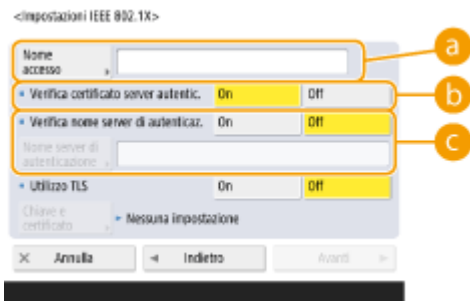 <Impostazioni IEEE 802.1X>
Nome
accesso
a
Verifica certificato server autentic. On Off
b
Verifica nome server di autenticaz. On Off
Nome server di
autenticazione
c
Utilizzo TLS On Off
Chiave e
certificato
Nessuna impostazione
Annulla Indietro Avanti